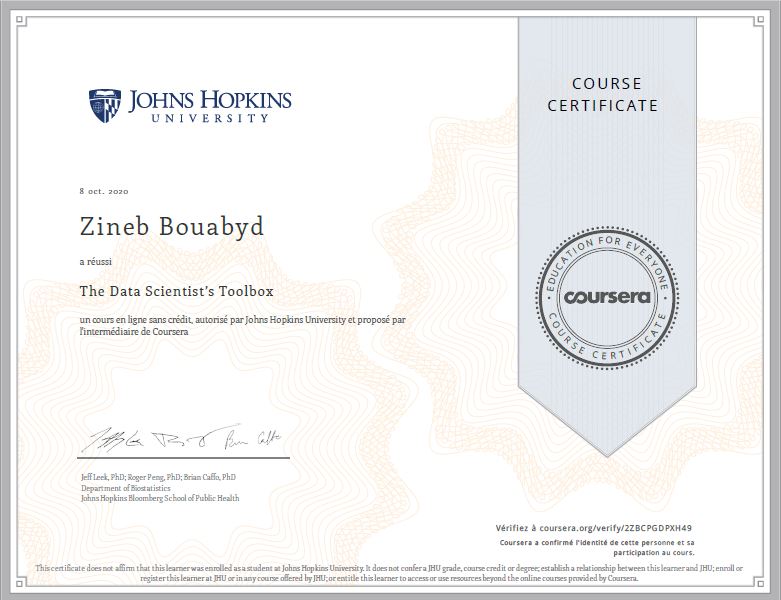 JOHNS HOPKINS
UNIVERSITY
COURSE
CERTIFICATE
8 oct. 2020
Zineb Bouabyd
a réussi
The Data Scientist's Toolbox
un cours en ligne sans crédit, autorisé par Johns Hopkins University et proposé par
l'intermédiaire de Coursera
EDUCATION FOR EVERYONE
coursera
COURSE CERTIFICATE
Jeff Leek, PhD; Roger Peng, PhD; Brian Caffo, PhD
Department of Biostatistics
Johns Hopkins Bloomberg School of Public Health
Vérifiez à coursera.org/verify/2ZBCPGDPXH49
Coursera a confirmé l'identité de cette personne et sa
participation au cours.
This certificate does not affirm that this learner was enrolled as a student at Johns Hopkins University. It does not confer a JHU grade, course credit or degree; establish a relationship between this learner and JHU; enroll or
register this learner at JHU or in any course offered by JHU; or entitle this learner to access or use resources beyond the online courses provided by Coursera.